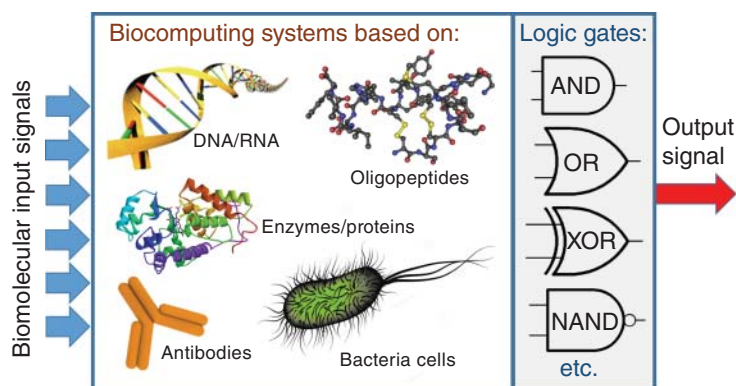 Biomolecular input signals
Biocomputing systems based on:
DNA/RNA
Oligopeptides
Enzymes/proteins
Antibodies
Bacteria cells
Logic gates:
AND
OR
XOR
NAND
etc.
Output
signal